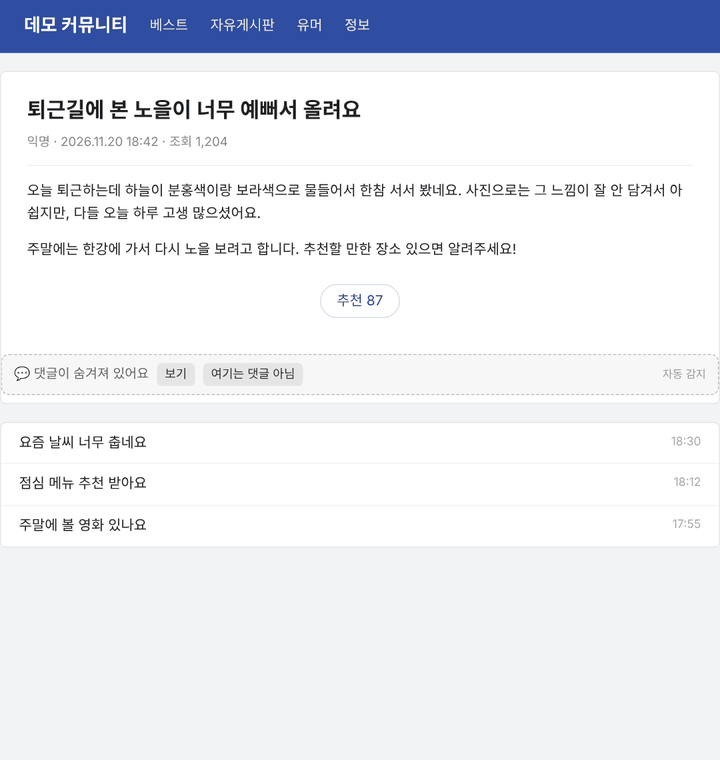 데모 커뮤니티 베스트 자유게시판 유머 정보
퇴근길에 본 노을이 너무 예뻐서 올려요
익명 · 2026.11.20 18:42 · 조회 1,204
오늘 퇴근하는데 하늘이 분홍색이랑 보라색으로 물들어서 한참 서서 봤네요. 사진으로는 그 느낌이 잘 안 담겨서 아
쉽지만, 다들 오늘 하루 고생 많으셨어요.
주말에는 한강에 가서 다시 노을 보려고 합니다. 추천할 만한 장소 있으면 알려주세요!
추천 87
💬 댓글이 숨겨져 있어요 보기 여기는 댓글 아님 자동 감지
요즘 날씨 너무 춥네요 18:30
점심 메뉴 추천 받아요 18:12
주말에 볼 영화 있나요 17:55